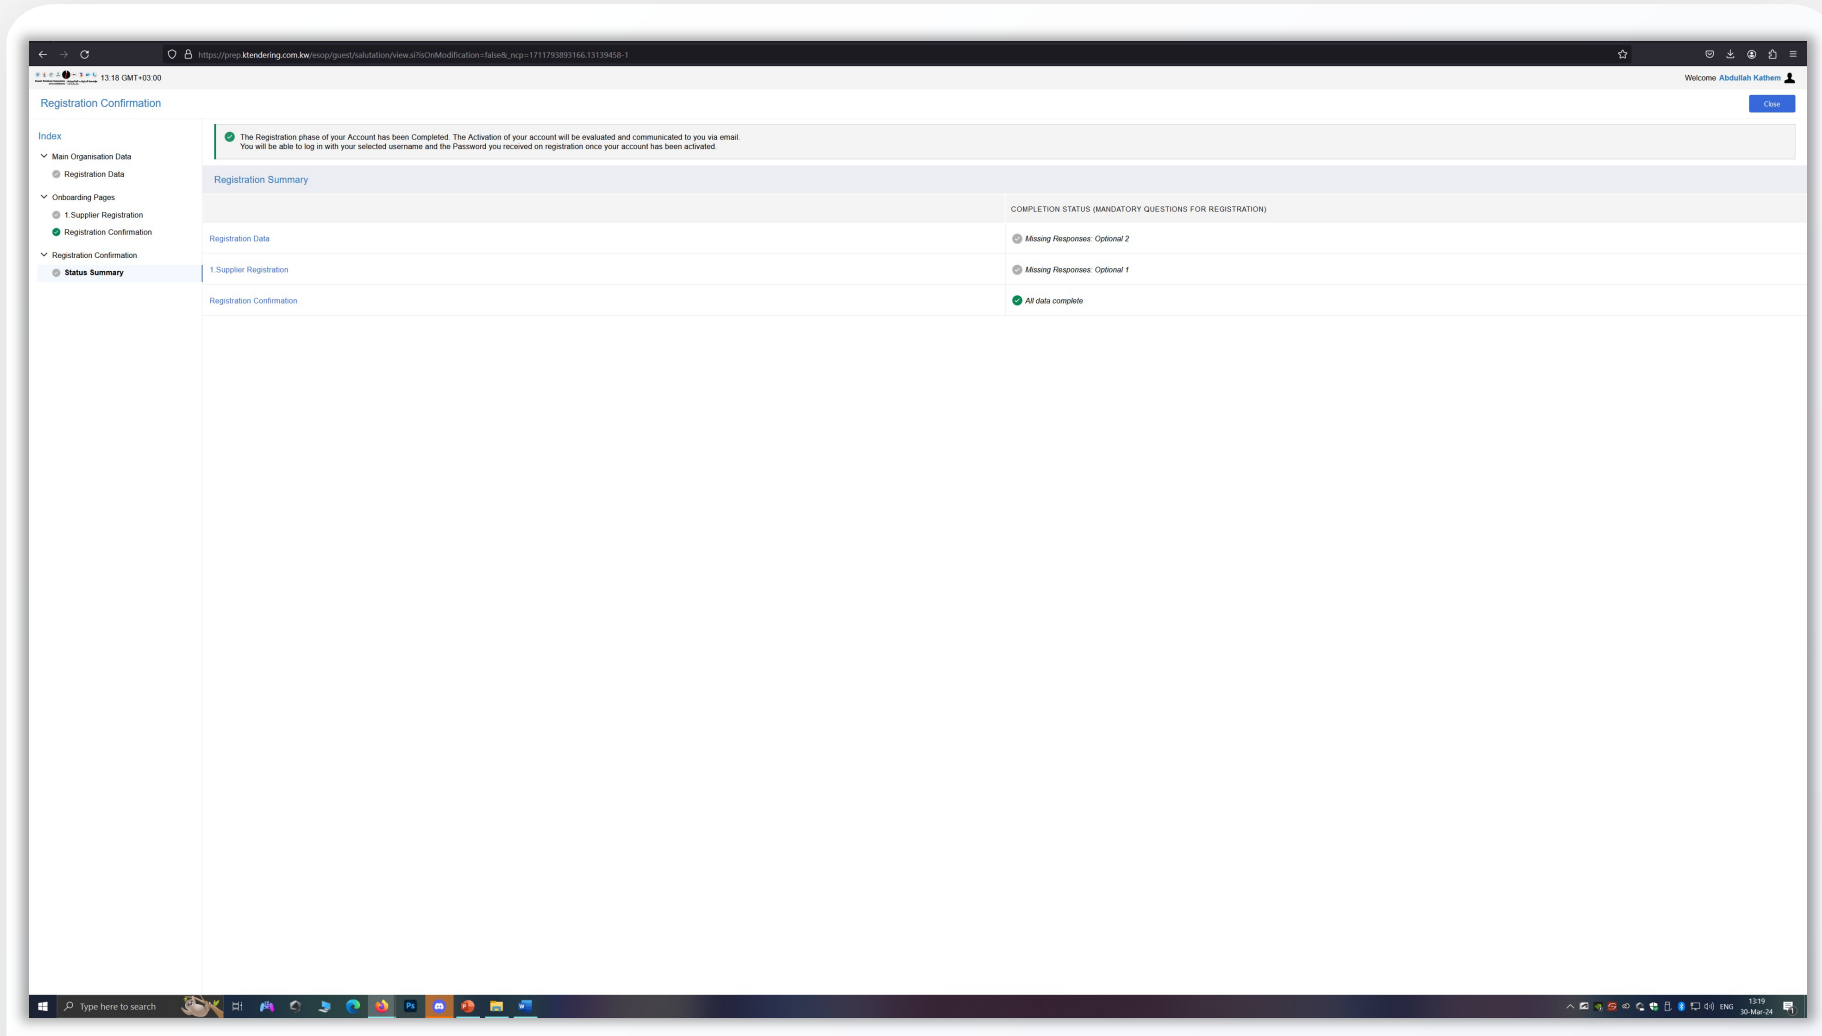 https://prep.ktendering.com.kw/esop/guest/salutation/view.si?isOnModification=false&_ncp=1711793893166.13139458-1
13:18 GMT+03:00
Welcome Abdullah Kathem
Registration Confirmation
Close
Index
Main Organisation Data
Registration Data
Onboarding Pages
1.Supplier Registration
Registration Confirmation
Registration Confirmation
Status Summary
The Registration phase of your Account has been Completed. The Activation of your account will be evaluated and communicated to you via email.
You will be able to log in with your selected username and the Password you received on registration once your account has been activated.
Registration Summary
COMPLETION STATUS (MANDATORY QUESTIONS FOR REGISTRATION)
Registration Data
Missing Responses: Optional 2
1.Supplier Registration
Missing Responses: Optional 1
Registration Confirmation
All data complete
Type here to search
Ps
ENG
13:19
30-Mar-24